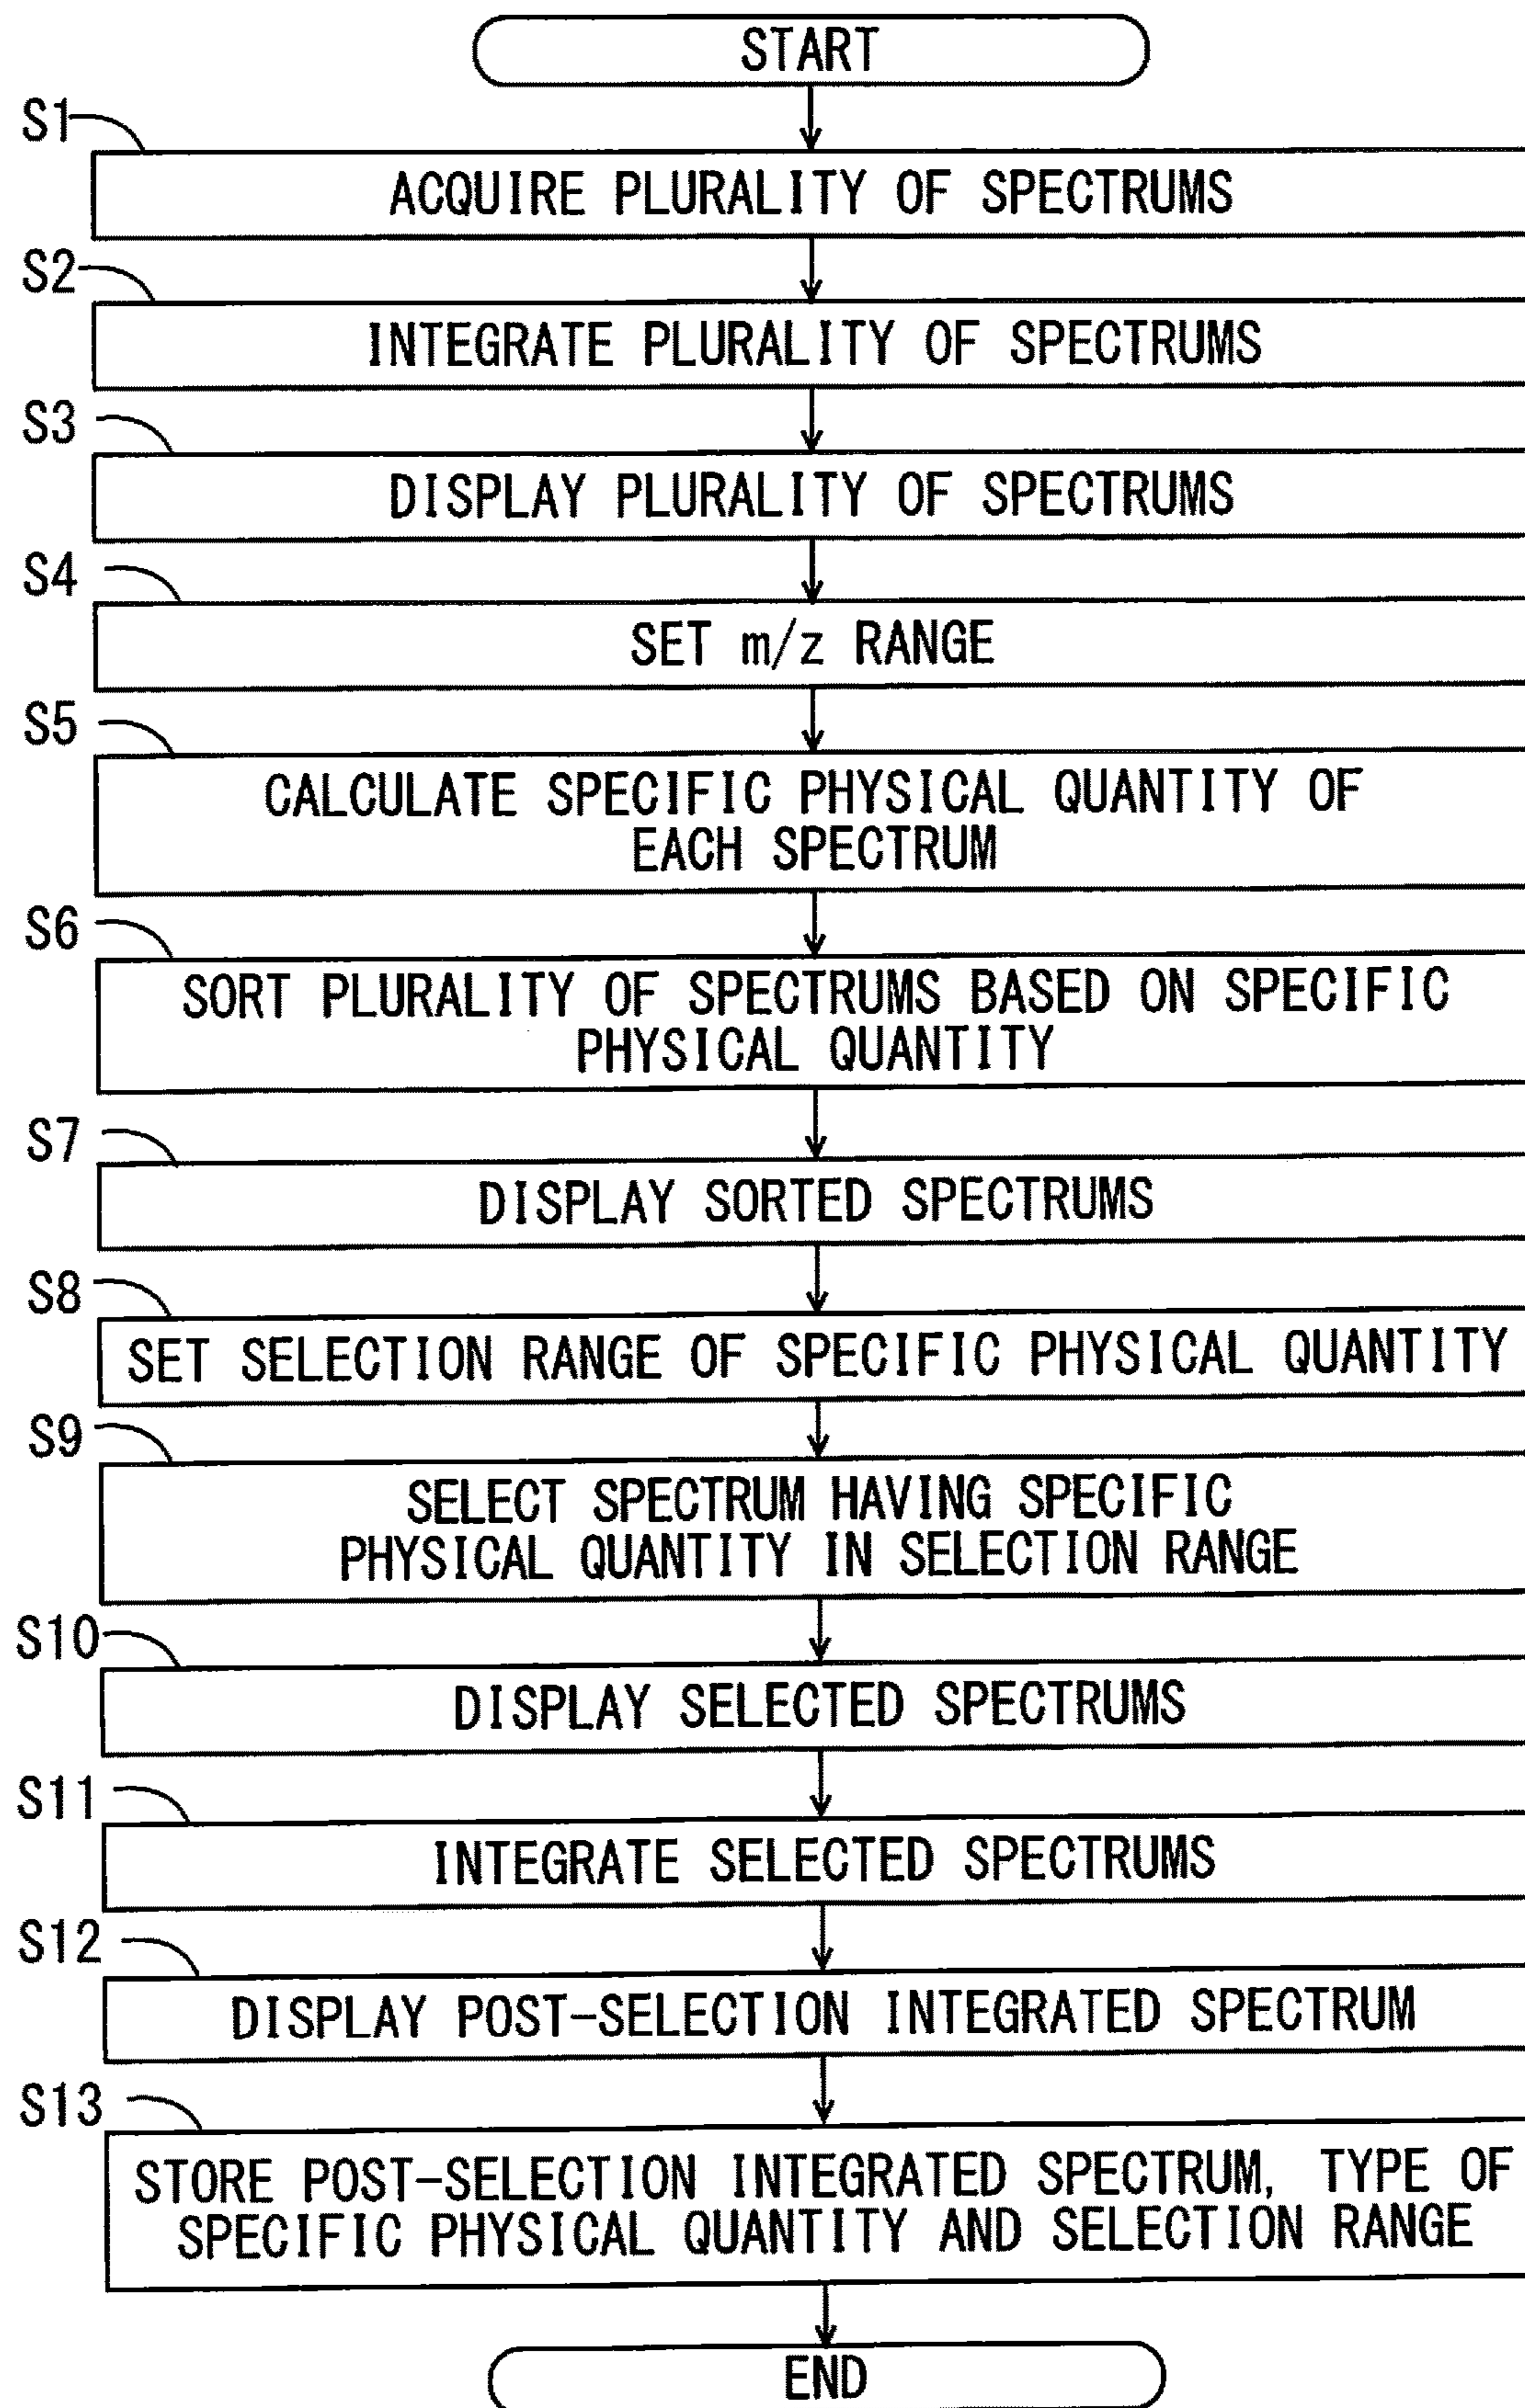 START
S1
ACQUIRE PLURALITY OF SPECTRUMS
S2
INTEGRATE PLURALITY OF SPECTRUMS
S3
DISPLAY PLURALITY OF SPECTRUMS
S4
SET m/z RANGE
S5
CALCULATE SPECIFIC PHYSICAL QUANTITY OF
EACH SPECTRUM
S6
SORT PLURALITY OF SPECTRUMS BASED ON SPECIFIC
PHYSICAL QUANTITY
S7
DISPLAY SORTED SPECTRUMS
S8
SET SELECTION RANGE OF SPECIFIC PHYSICAL QUANTITY
S9
SELECT SPECTRUM HAVING SPECIFIC
PHYSICAL QUANTITY IN SELECTION RANGE
S10
DISPLAY SELECTED SPECTRUMS
S11
INTEGRATE SELECTED SPECTRUMS
S12
DISPLAY POST-SELECTION INTEGRATED SPECTRUM
S13
STORE POST-SELECTION INTEGRATED SPECTRUM, TYPE OF
SPECIFIC PHYSICAL QUANTITY AND SELECTION RANGE
END